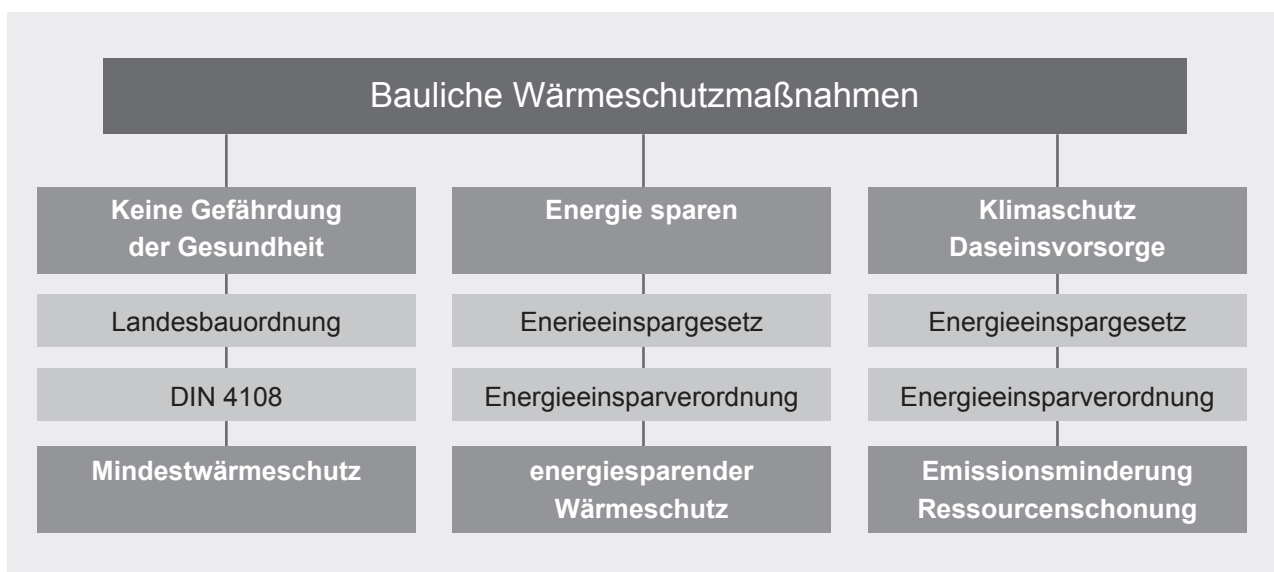 Bauliche Wärmeschutzmaßnahmen
Keine Gefährdung
der Gesundheit
Landesbauordnung
DIN 4108
Mindestwärmeschutz
Energie sparen
Enerieeinspargesetz
Energieeinsparverordnung
energiesparender
Wärmeschutz
Klimaschutz
Daseinsvorsorge
Energieeinspargesetz
Energieeinsparverordnung
Emissionsminderung
Ressourcenschonung